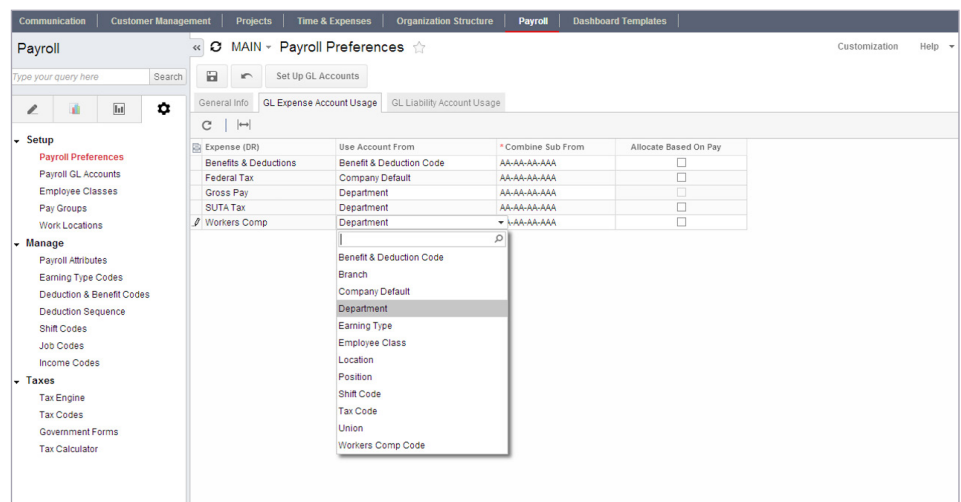 Communication Customer Management Projects Time & Expenses Organization Structure Payroll Dashboard Templates
Payroll
MAIN Payroll Preferences
Customization Help
Type your query here Search
Set Up GL Accounts
General Info GL Expense Account Usage GL Liability Account Usage
Setup
Payroll Preferences
Payroll GL Accounts
Employee Classes
Pay Groups
Work Locations
Manage
Payroll Attributes
Earning Type Codes
Deduction & Benefit Codes
Deduction Sequence
Shift Codes
Job Codes
Income Codes
Taxes
Tax Engine
Tax Codes
Government Forms
Tax Calculator
Expense (DR) Use Account From * Combine Sub From Allocate Based On Pay
Benefits & Deductions Benefit & Deduction Code AA-AA-AA-AAA
Federal Tax Company Default AA-AA-AA-AAA
Gross Pay Department AA-AA-AA-AAA
SUTA Tax Department AA-AA-AA-AAA
Workers Comp Department A-AA-AA-AAA
Benefit & Deduction Code
Branch
Company Default
Department
Earning Type
Employee Class
Location
Position
Shift Code
Tax Code
Union
Workers Comp Code